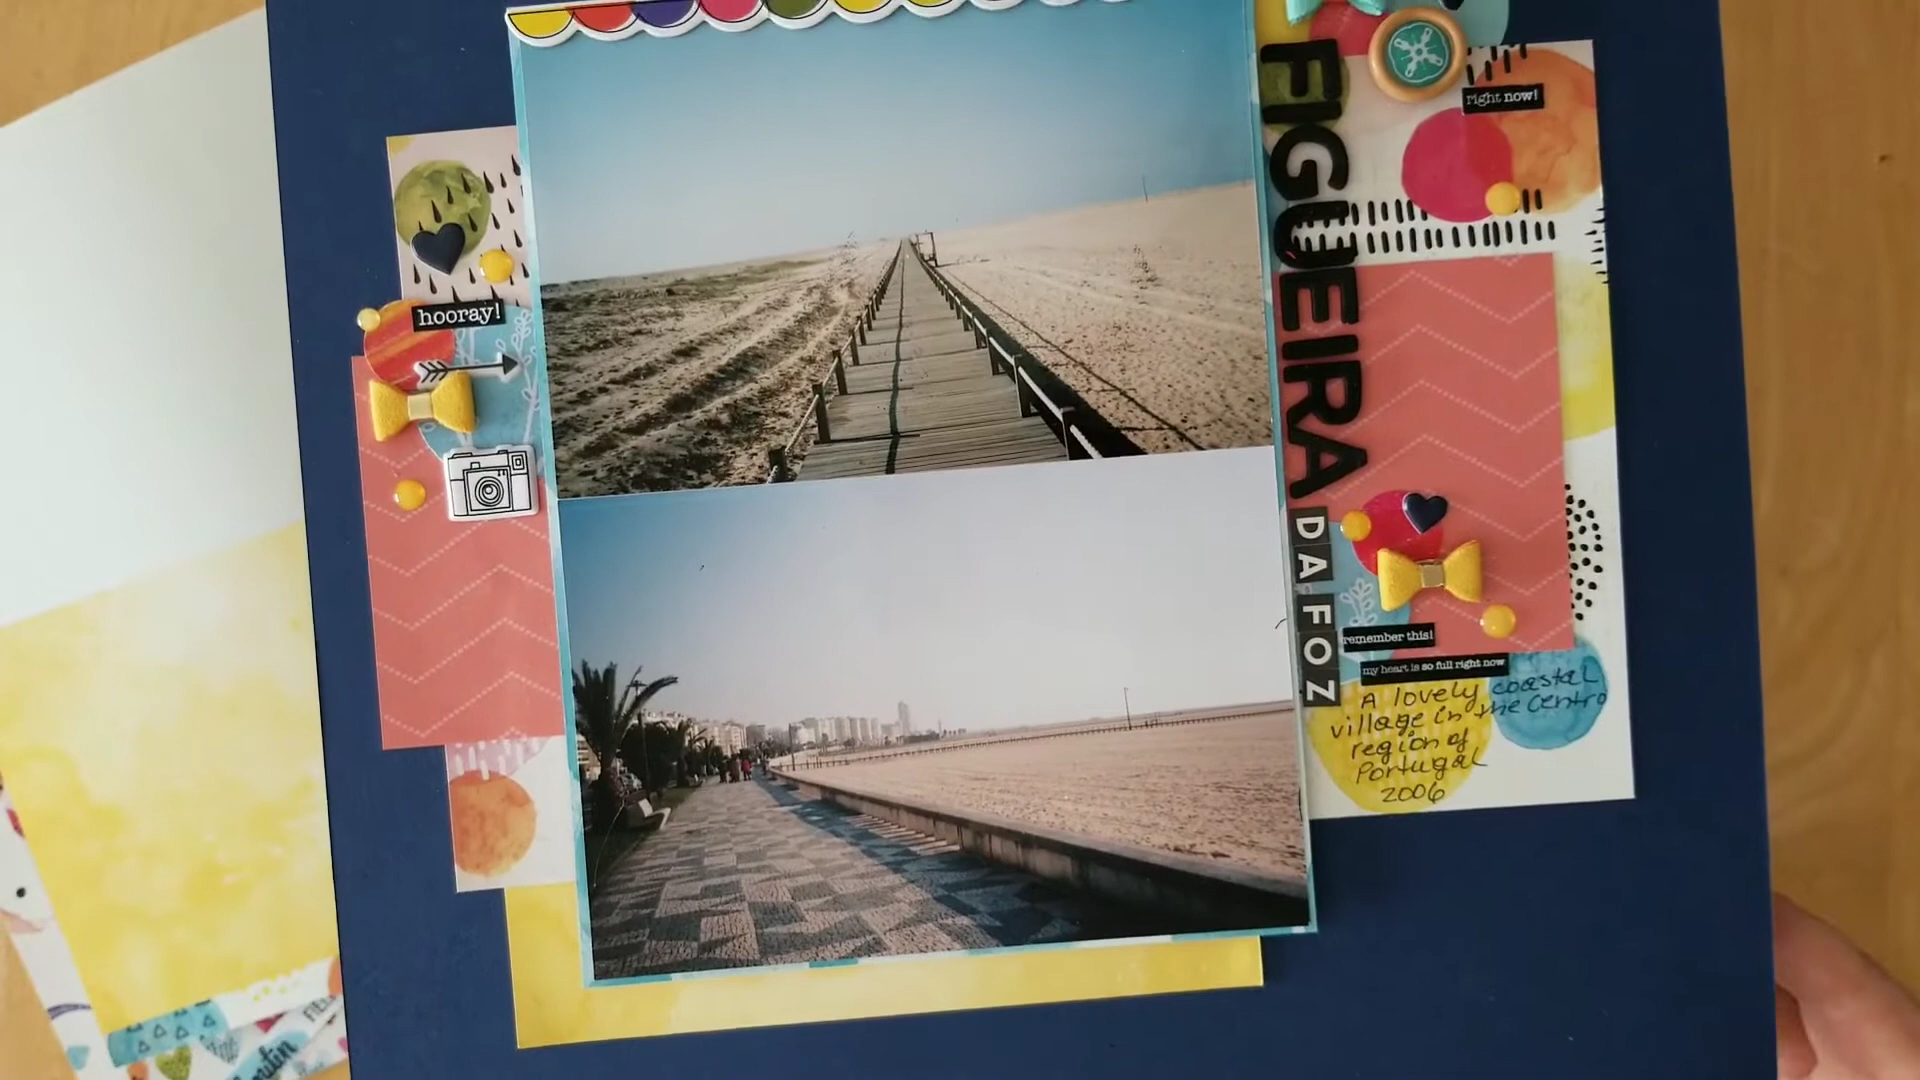 right now!
FIGUEIRA
DA FOZ
hooray!
remember this!
my heart is so full right now
A lovely coastal
village in the Centro
region of
Portugal
2006